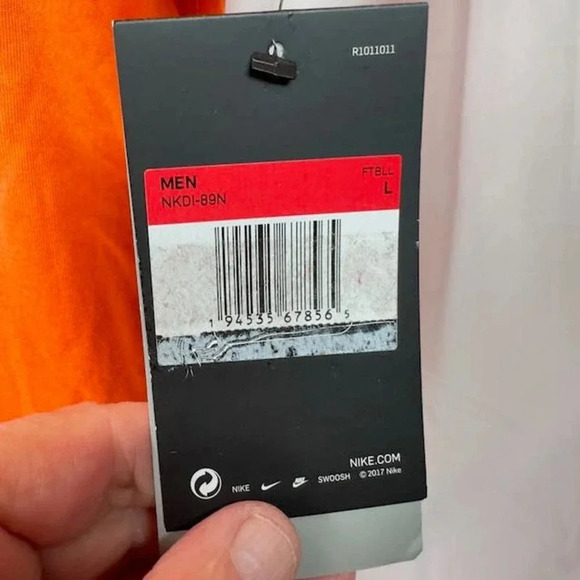 R1011011
MEN FTBLL
NKDI-89N L
1 94535 67856 5
NIKE.COM
NIKE SWOOSH © 2017 Nike